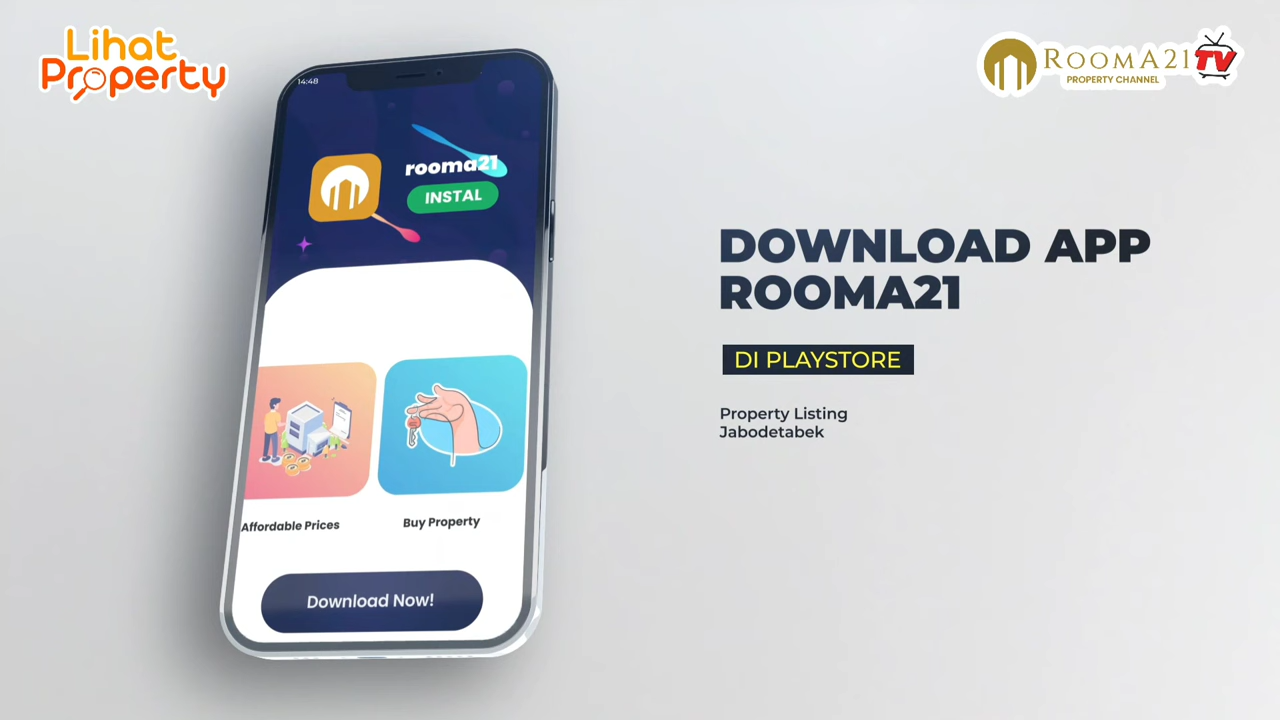 Lihat
Property
ROOMA21 TV
PROPERTY CHANNEL
14:48
rooma21
INSTAL
Affordable Prices
Buy Property
Download Now!
DOWNLOAD APP
ROOMA21
DI PLAYSTORE
Property Listing
Jabodetabek